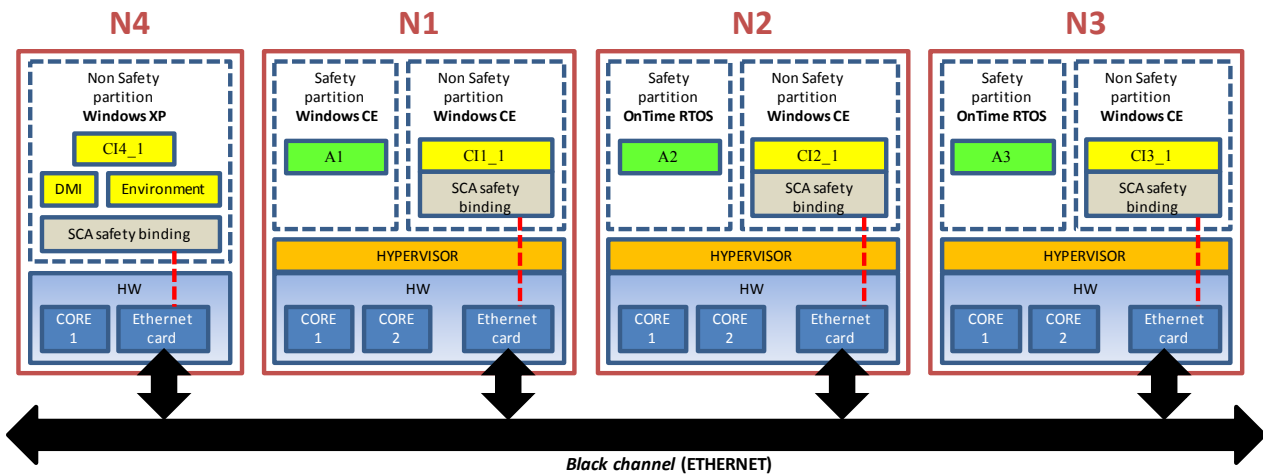 N4
Non Safety
partition
Windows XP
CI4_1
DMI
Environment
SCA safety binding
HW
CORE
1
Ethernet
card
N1
Safety
partition
Windows CE
A1
Non Safety
partition
Windows CE
CI1_1
SCA safety
binding
HYPERVISOR
HW
CORE
1
CORE
2
Ethernet
card
N2
Safety
partition
OnTime RTOS
A2
Non Safety
partition
Windows CE
CI2_1
SCA safety
binding
HYPERVISOR
HW
CORE
1
CORE
2
Ethernet
card
N3
Safety
partition
OnTime RTOS
A3
Non Safety
partition
Windows CE
CI3_1
SCA safety
binding
HYPERVISOR
HW
CORE
1
CORE
2
Ethernet
card
Black channel (ETHERNET)